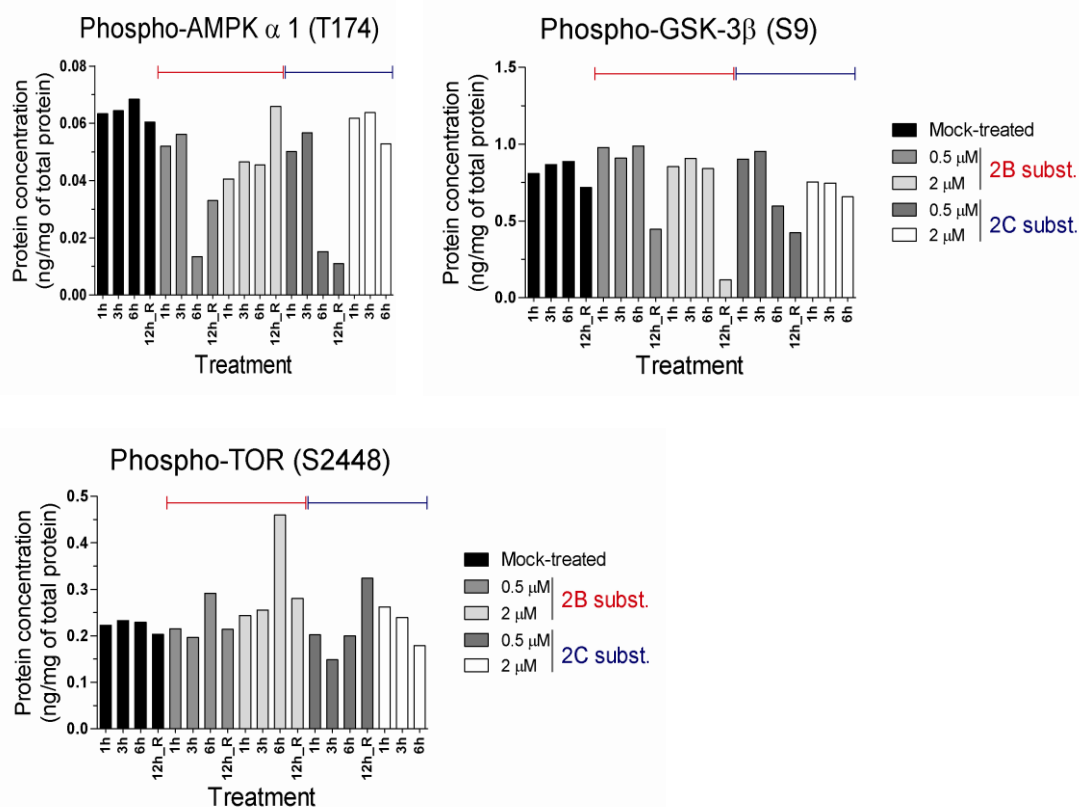 Phospho-AMPK α 1 (T174)
Protein concentration
(ng/mg of total protein)
0.08
0.06
0.04
0.02
0.00
1h 3h 6h 12h_R 1h 3h 6h 12h_R 1h 3h 6h 12h_R 1h 3h 6h 12h_R 1h 3h 6h
Treatment
Phospho-GSK-3β (S9)
Protein concentration
(ng/mg of total protein)
1.5
1.0
0.5
0.0
1h 3h 6h 12h_R 1h 3h 6h 12h_R 1h 3h 6h 12h_R 1h 3h 6h 12h_R 1h 3h 6h
Treatment
Mock-treated
0.5 μM
2 μM
2B subst.
0.5 μM
2 μM
2C subst.
Phospho-TOR (S2448)
Protein concentration
(ng/mg of total protein)
0.5
0.4
0.3
0.2
0.1
0.0
1h 3h 6h 12h_R 1h 3h 6h 12h_R 1h 3h 6h 12h_R 1h 3h 6h 12h_R 1h 3h 6h
Treatment
Mock-treated
0.5 μM
2 μM
2B subst.
0.5 μM
2 μM
2C subst.